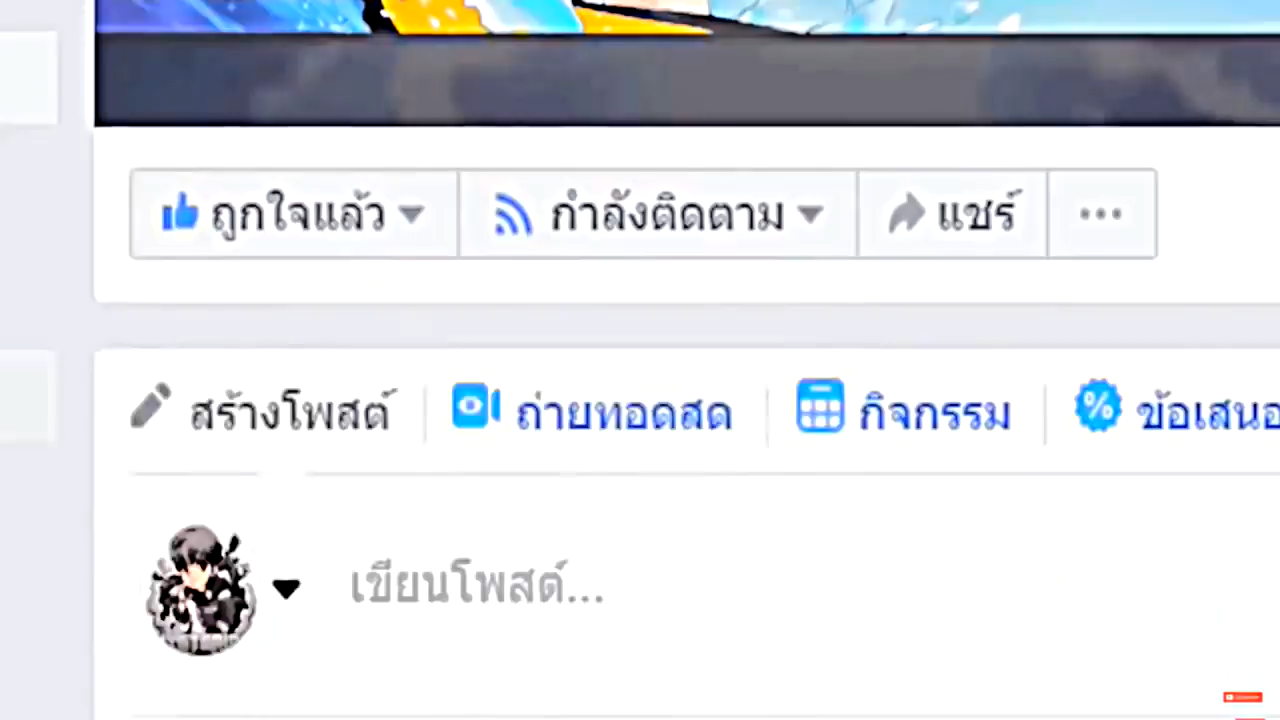 ถูกใจแล้ว กำลังติดตาม แชร์ ...
สร้างโพสต์ ถ่ายทอดสด กิจกรรม ข้อเสนอ
เขียนโพสต์...